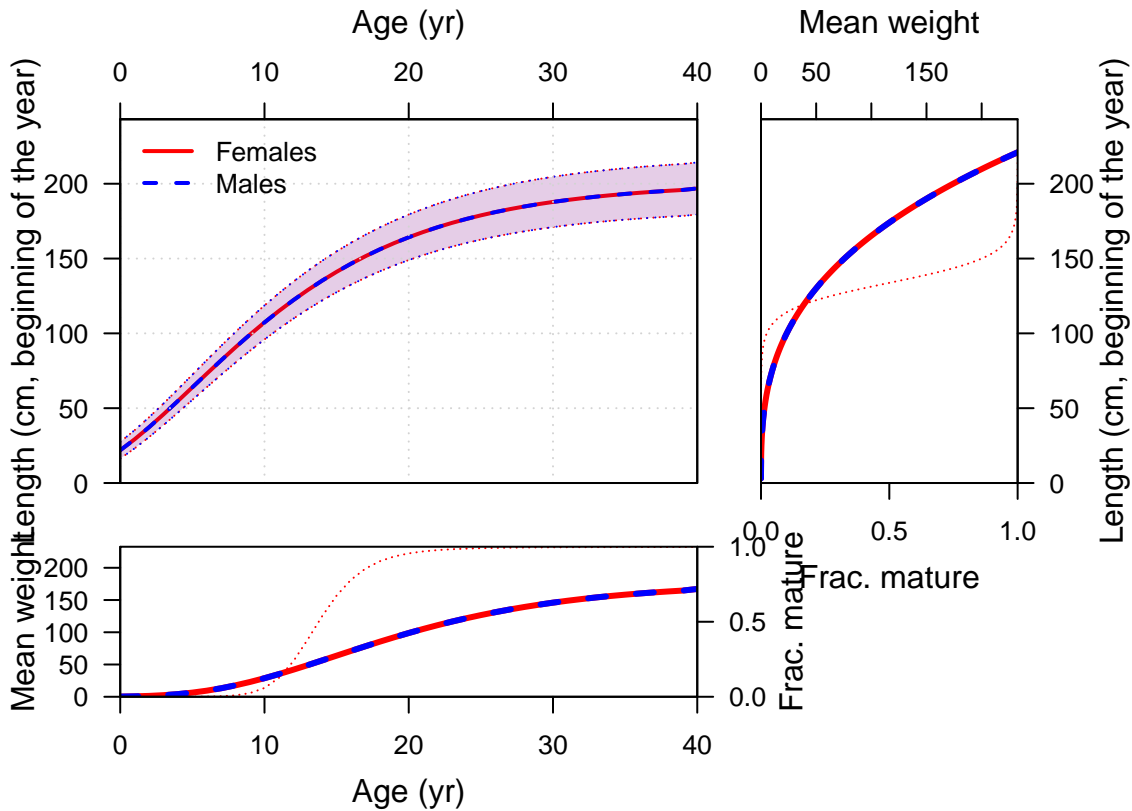 Age (yr)
Mean weight
0 10 20 30 40
0 50 150
Length (cm, beginning of the year)
Females
Males
200
150
100
50
0
200
150
100
50
0
Length (cm, beginning of the year)
0.0 0.5 1.0
Frac. mature
Mean weight
200
150
100
50
0
1.0
0.5
0.0
Frac. mature
0 10 20 30 40
Age (yr)